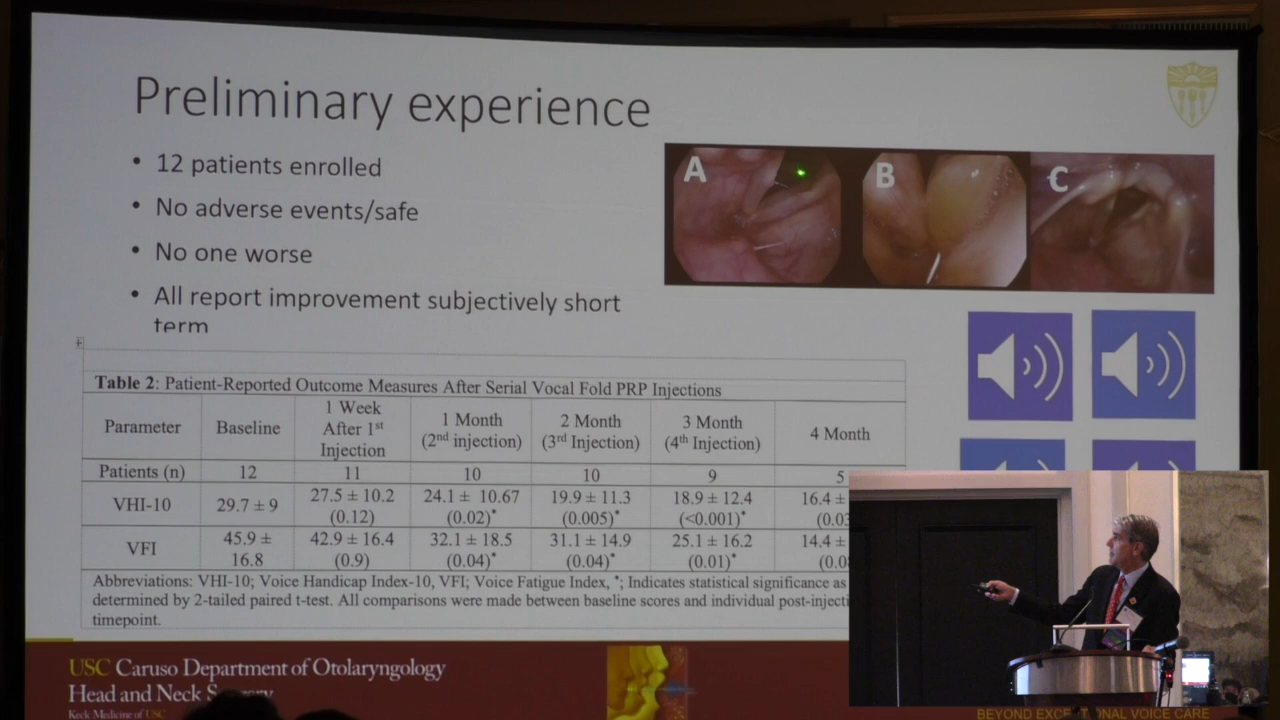 Preliminary experience
• 12 patients enrolled
• No adverse events/safe
• No one worse
• All report improvement subjectively short
term
A B C
Table 2: Patient-Reported Outcome Measures After Serial Vocal Fold PRP Injections
Parameter Baseline 1 Week After 1st Injection 1 Month (2nd injection) 2 Month (3rd Injection) 3 Month (4th Injection) 4 Month
Patients (n) 12 11 10 10 9 5
VHI-10 29.7 ± 9 27.5 ± 10.2 (0.12) 24.1 ± 10.67 (0.02)* 19.9 ± 11.3 (0.005)* 18.9 ± 12.4 (<0.001)* 16.4 ±
VFI 45.9 ± 16.8 42.9 ± 16.4 (0.9) 32.1 ± 18.5 (0.04)* 31.1 ± 14.9 (0.04)* 25.1 ± 16.2 (0.01)* 14.4 ±
Abbreviations: VHI-10; Voice Handicap Index-10, VFI; Voice Fatigue Index, *; Indicates statistical significance as
determined by 2-tailed paired t-test. All comparisons were made between baseline scores and individual post-injecti
timepoint.
USC Caruso Department of Otolaryngology
Head and Neck
Keck Medicine of USC
BEYOND VOICE CARE